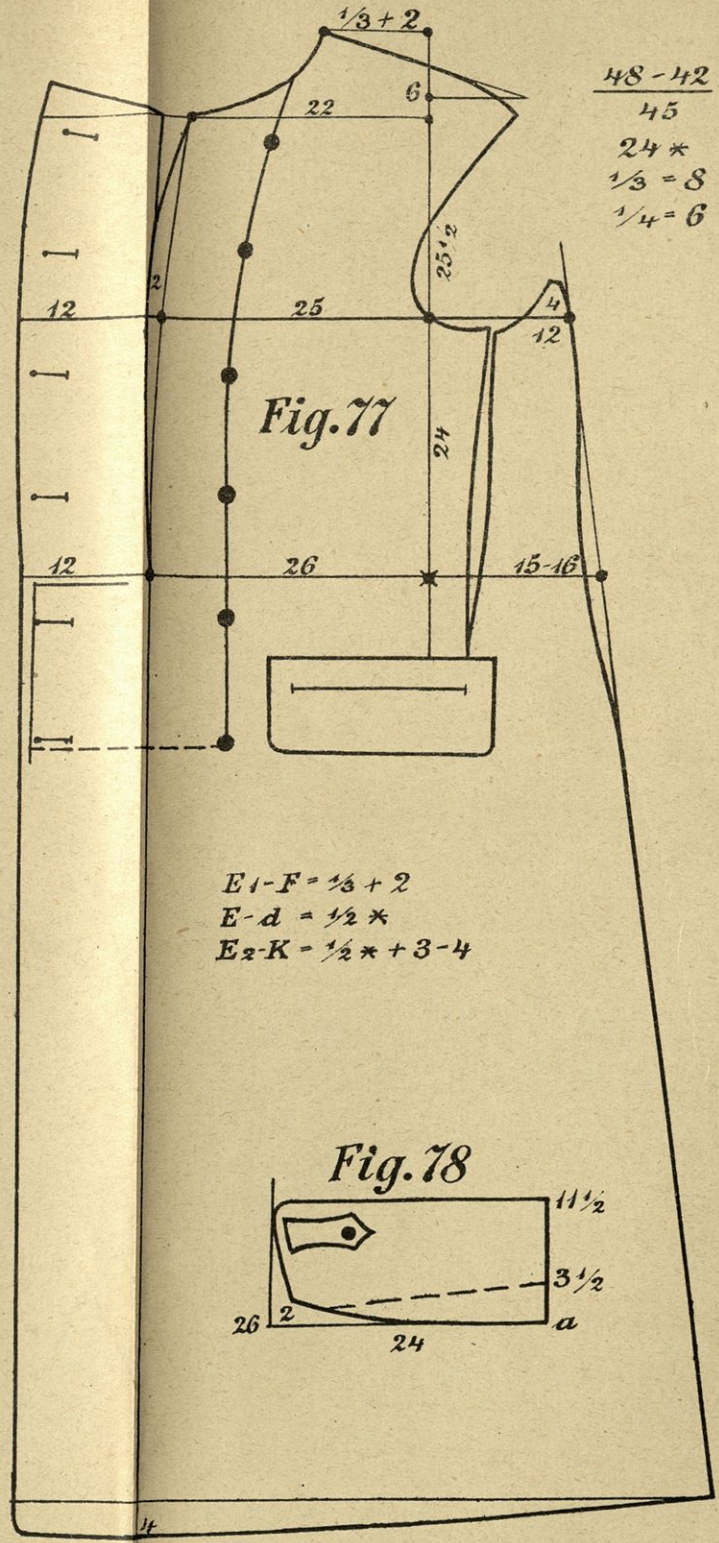 1/3 + 2
48-42
45
24 *
1/3 = 8
1/4 = 6
6
22
25 1/2
2
12
25
4
12
Fig.77
24
12
26
15-16
E1-F = 1/3 + 2
E-d = 1/2 *
E2-K = 1/2 * + 3-4
Fig.78
11 1/2
3 1/2
26
2
a
24
4